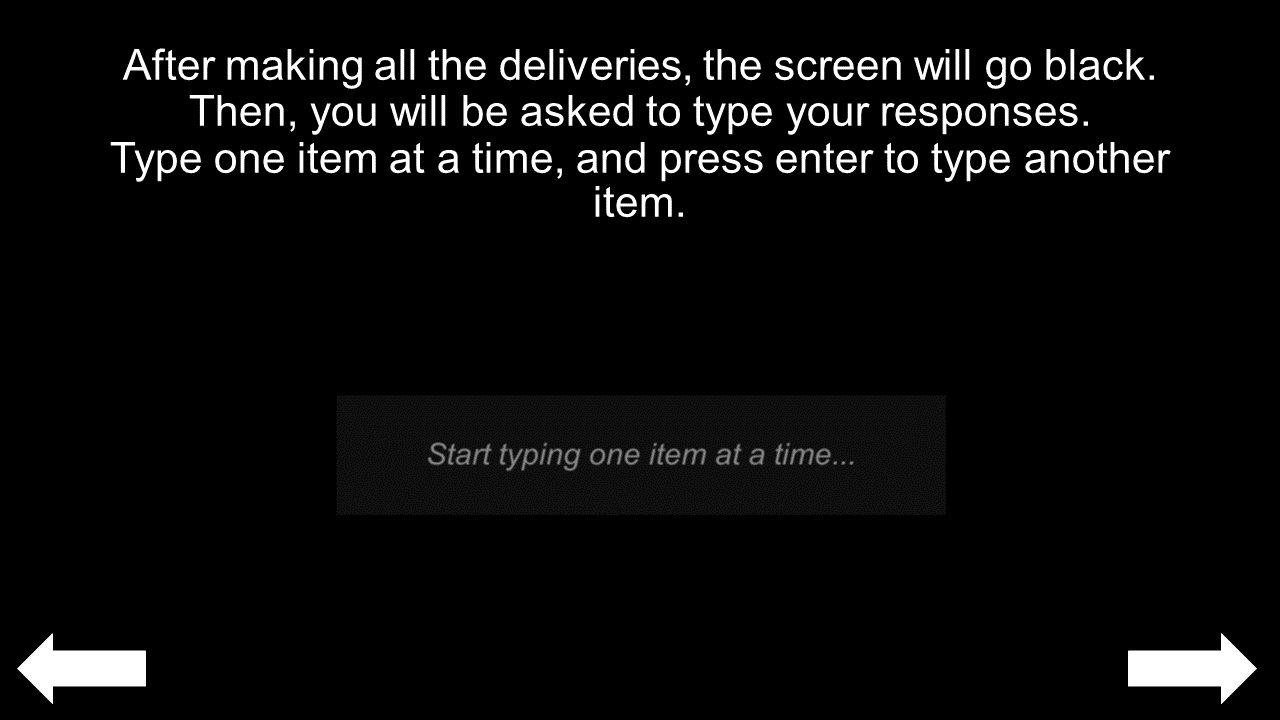 After making all the deliveries, the screen will go black.
Then, you will be asked to type your responses.
Type one item at a time, and press enter to type another
item.
Start typing one item at a time...